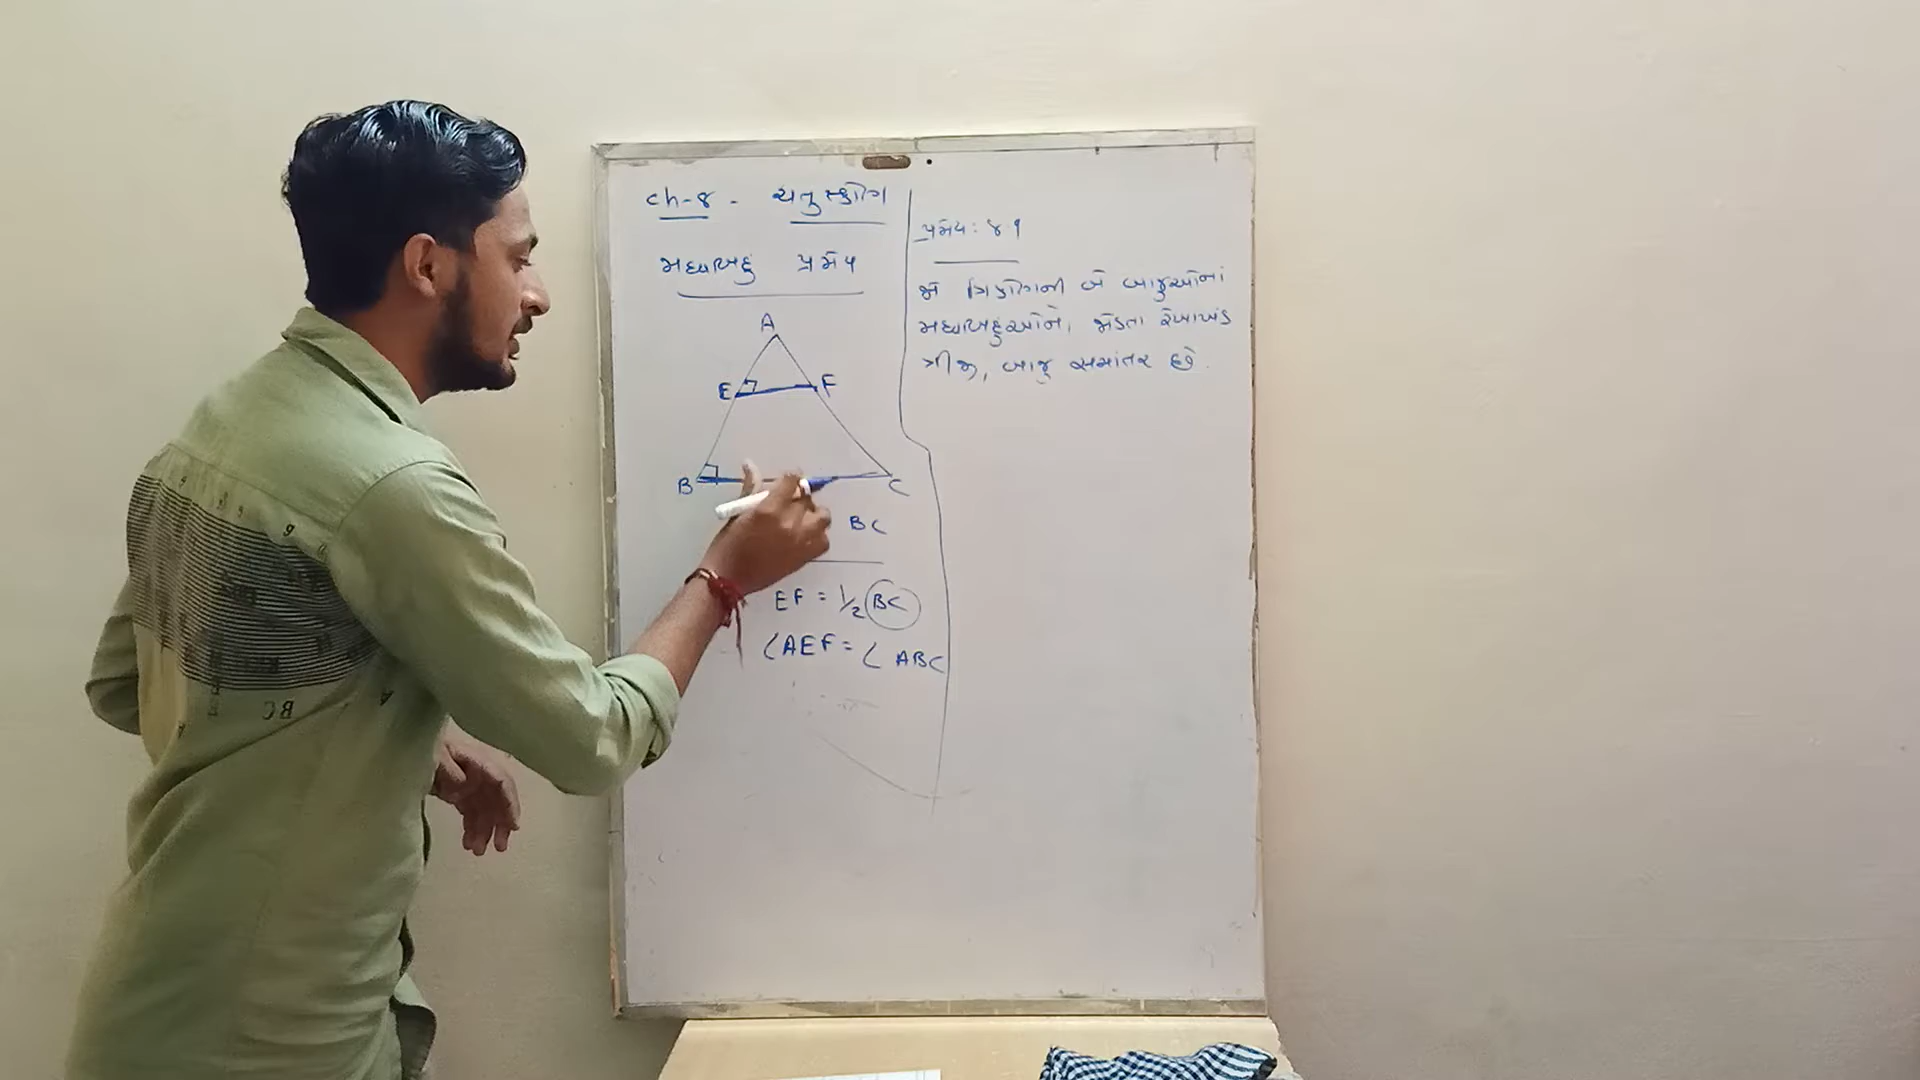 ch-8 - ચતુષ્કોણ
મધ્યબિંદુ પ્રમેય
A
E F
B C
BC
EF = 1/2 BC
∠AEF = ∠ABC
પ્રમેય: ૪૧
જો ત્રિકોણની બે બાજુઓનાં
મધ્યબિંદુઓને, જોડતા રેખાખંડ
ત્રીજી, બાજુ સમાંતર છે.